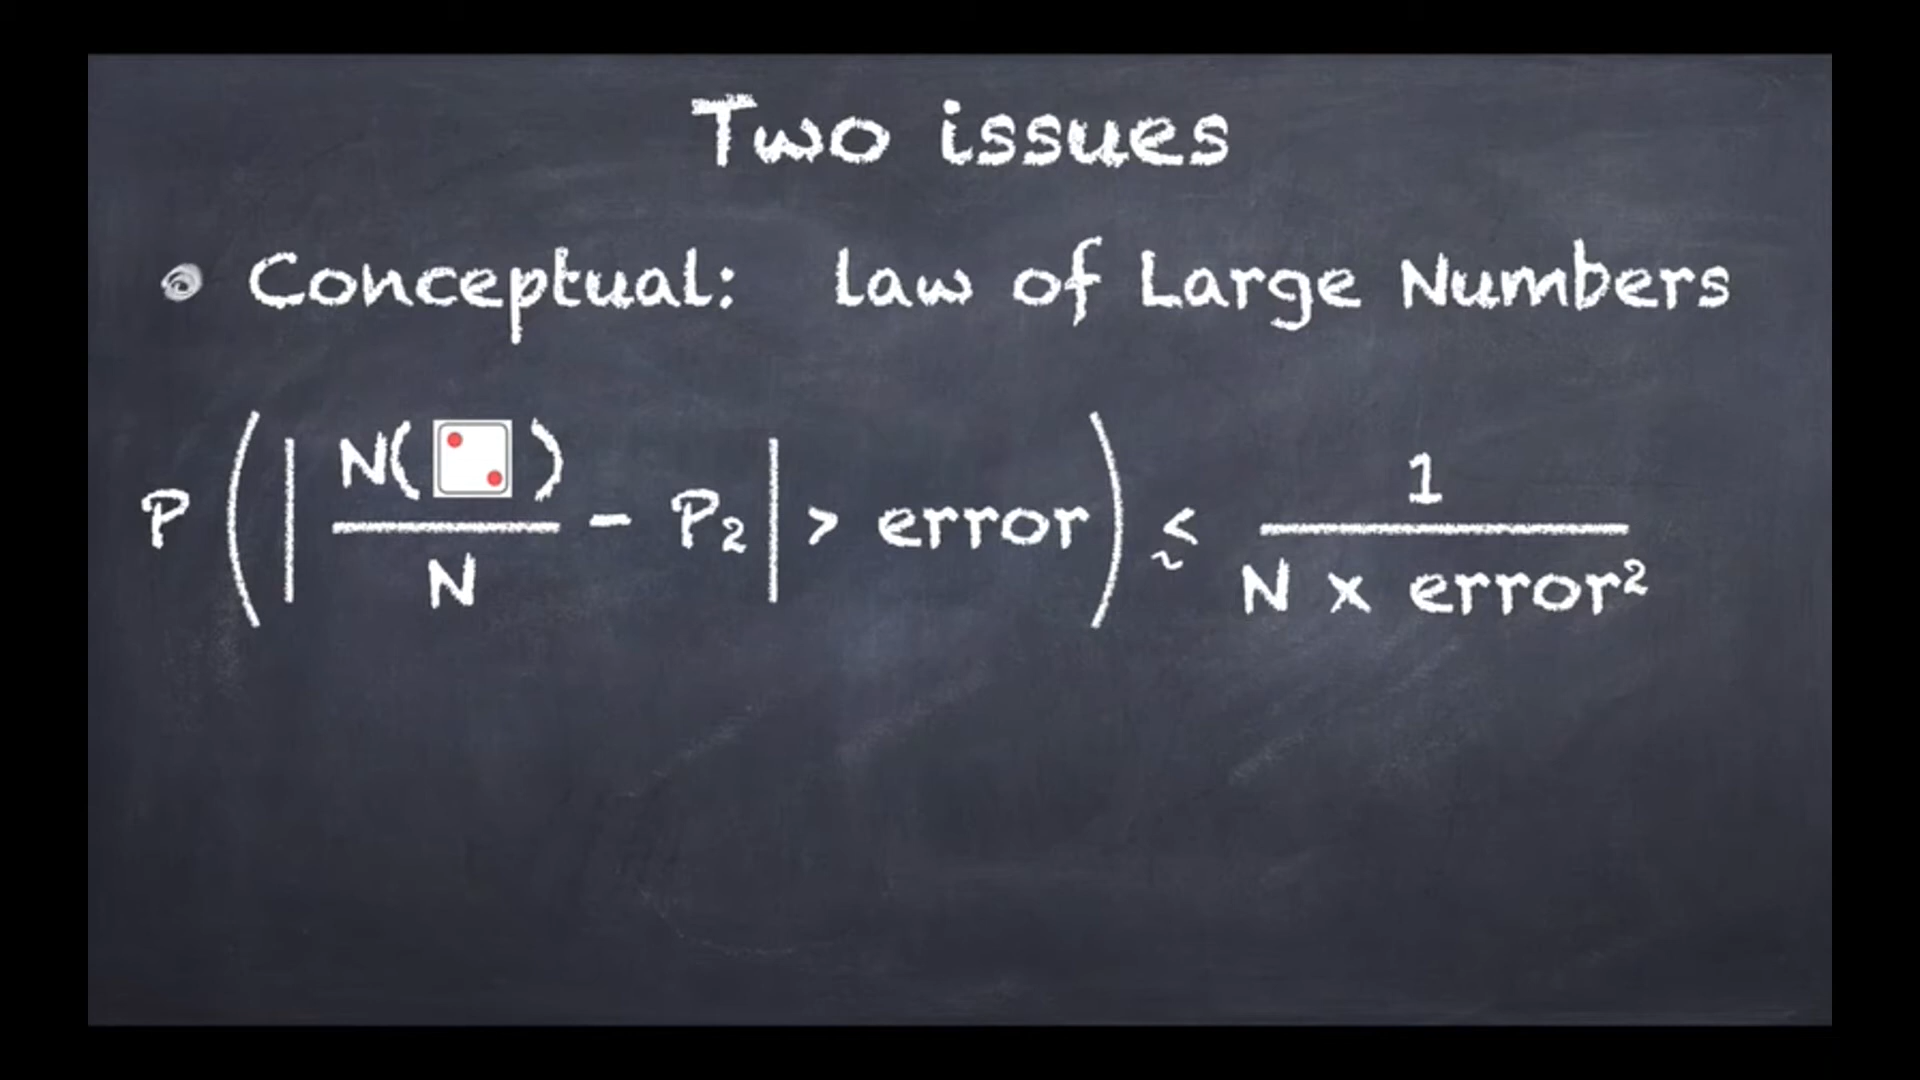 Two issues
Conceptual: law of Large Numbers
P ( | N(⚁) / N - P₂ | > error ) ≲ 1 / N x error²